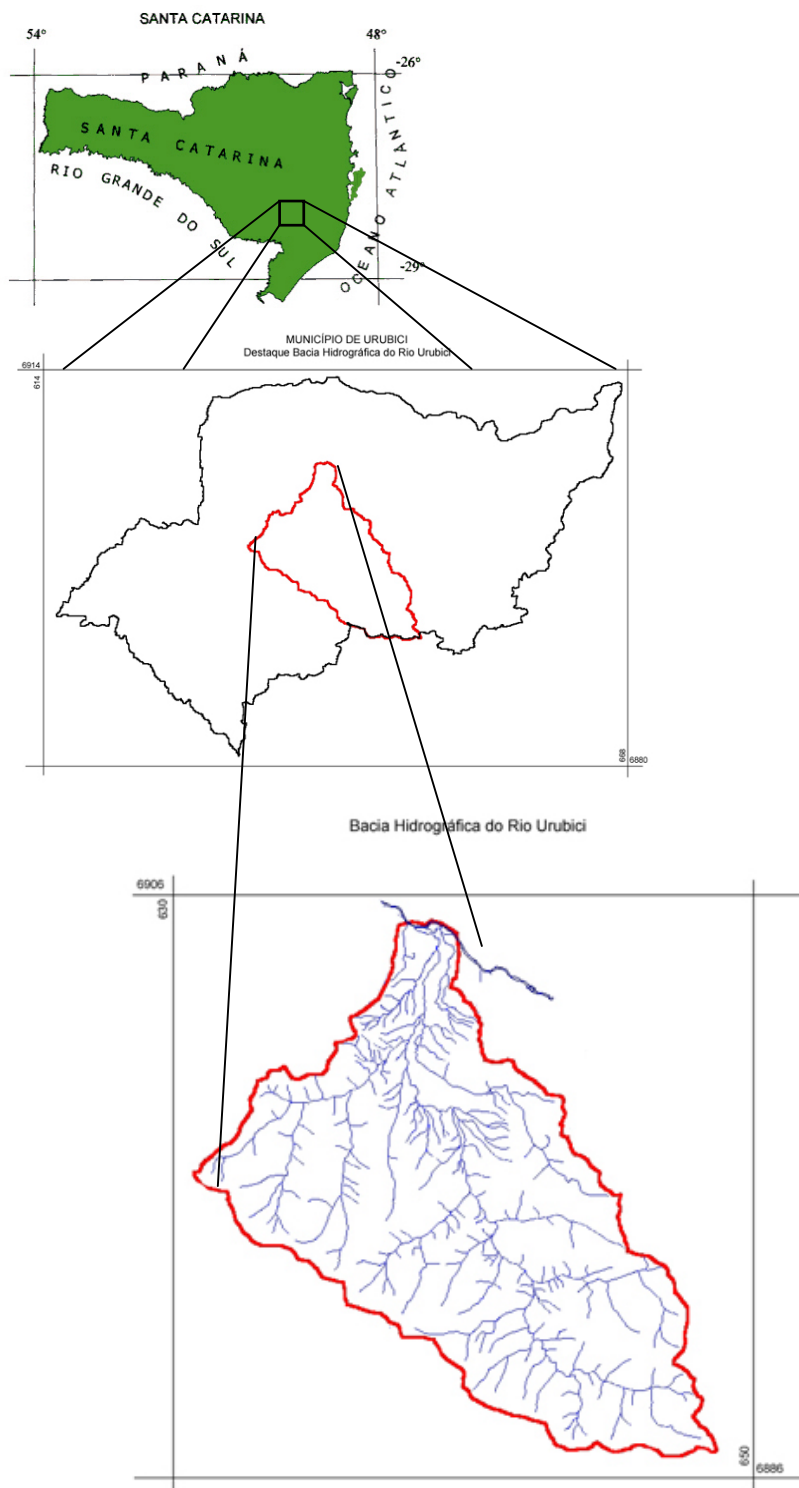 SANTA CATARINA
54°
48°
-26°
PARANÁ
SANTA CATARINA
RIO GRANDE DO SUL
OCEANO ATLANTICO
-29°
MUNICÍPIO DE URUBICI
Destaque Bacia Hidrográfica do Rio Urubici
6914
614
668
6880
Bacia Hidrográfica do Rio Urubici
6906
630
650
6886